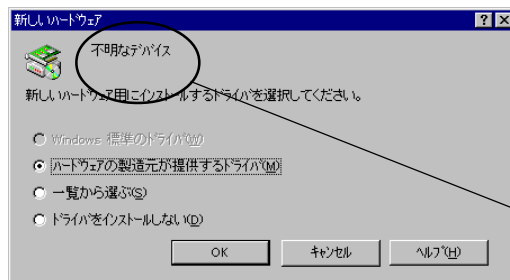 新しいﾊｰﾄﾞｳｪｱ
不明なﾃﾞﾊﾞｲｽ
新しいﾊｰﾄﾞｳｪｱ用にｲﾝｽﾄｰﾙするﾄﾞﾗｲﾊﾞを選択してください。
Windows 標準のﾄﾞﾗｲﾊﾞ(W)
ﾊｰﾄﾞｳｪｱの製造元が提供するﾄﾞﾗｲﾊﾞ(M)
一覧から選ぶ(S)
ﾄﾞﾗｲﾊﾞをｲﾝｽﾄｰﾙしない(D)
OK ｷｬﾝｾﾙ ﾍﾙﾌﾟ(H)